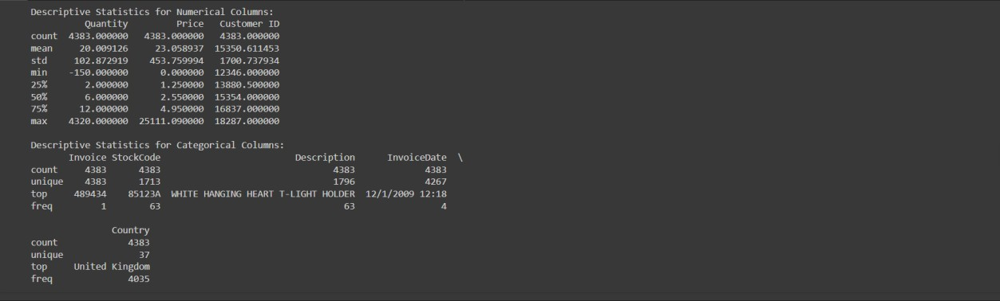 Descriptive Statistics for Numerical Columns:
Quantity Price Customer ID
count 4383.000000 4383.000000 4383.000000
mean 20.009126 23.058937 15350.611453
std 102.872919 453.759994 1700.737934
min -150.000000 0.000000 12346.000000
25% 2.000000 1.250000 13880.500000
50% 6.000000 2.550000 15354.000000
75% 12.000000 4.950000 16837.000000
max 4320.000000 25111.090000 18287.000000
Descriptive Statistics for Categorical Columns:
Invoice StockCode Description InvoiceDate \
count 4383 4383 4383 4383
unique 4383 1713 1796 4267
top 489434 85123A WHITE HANGING HEART T-LIGHT HOLDER 12/1/2009 12:18
freq 1 63 63 4
Country
count 4383
unique 37
top United Kingdom
freq 4035